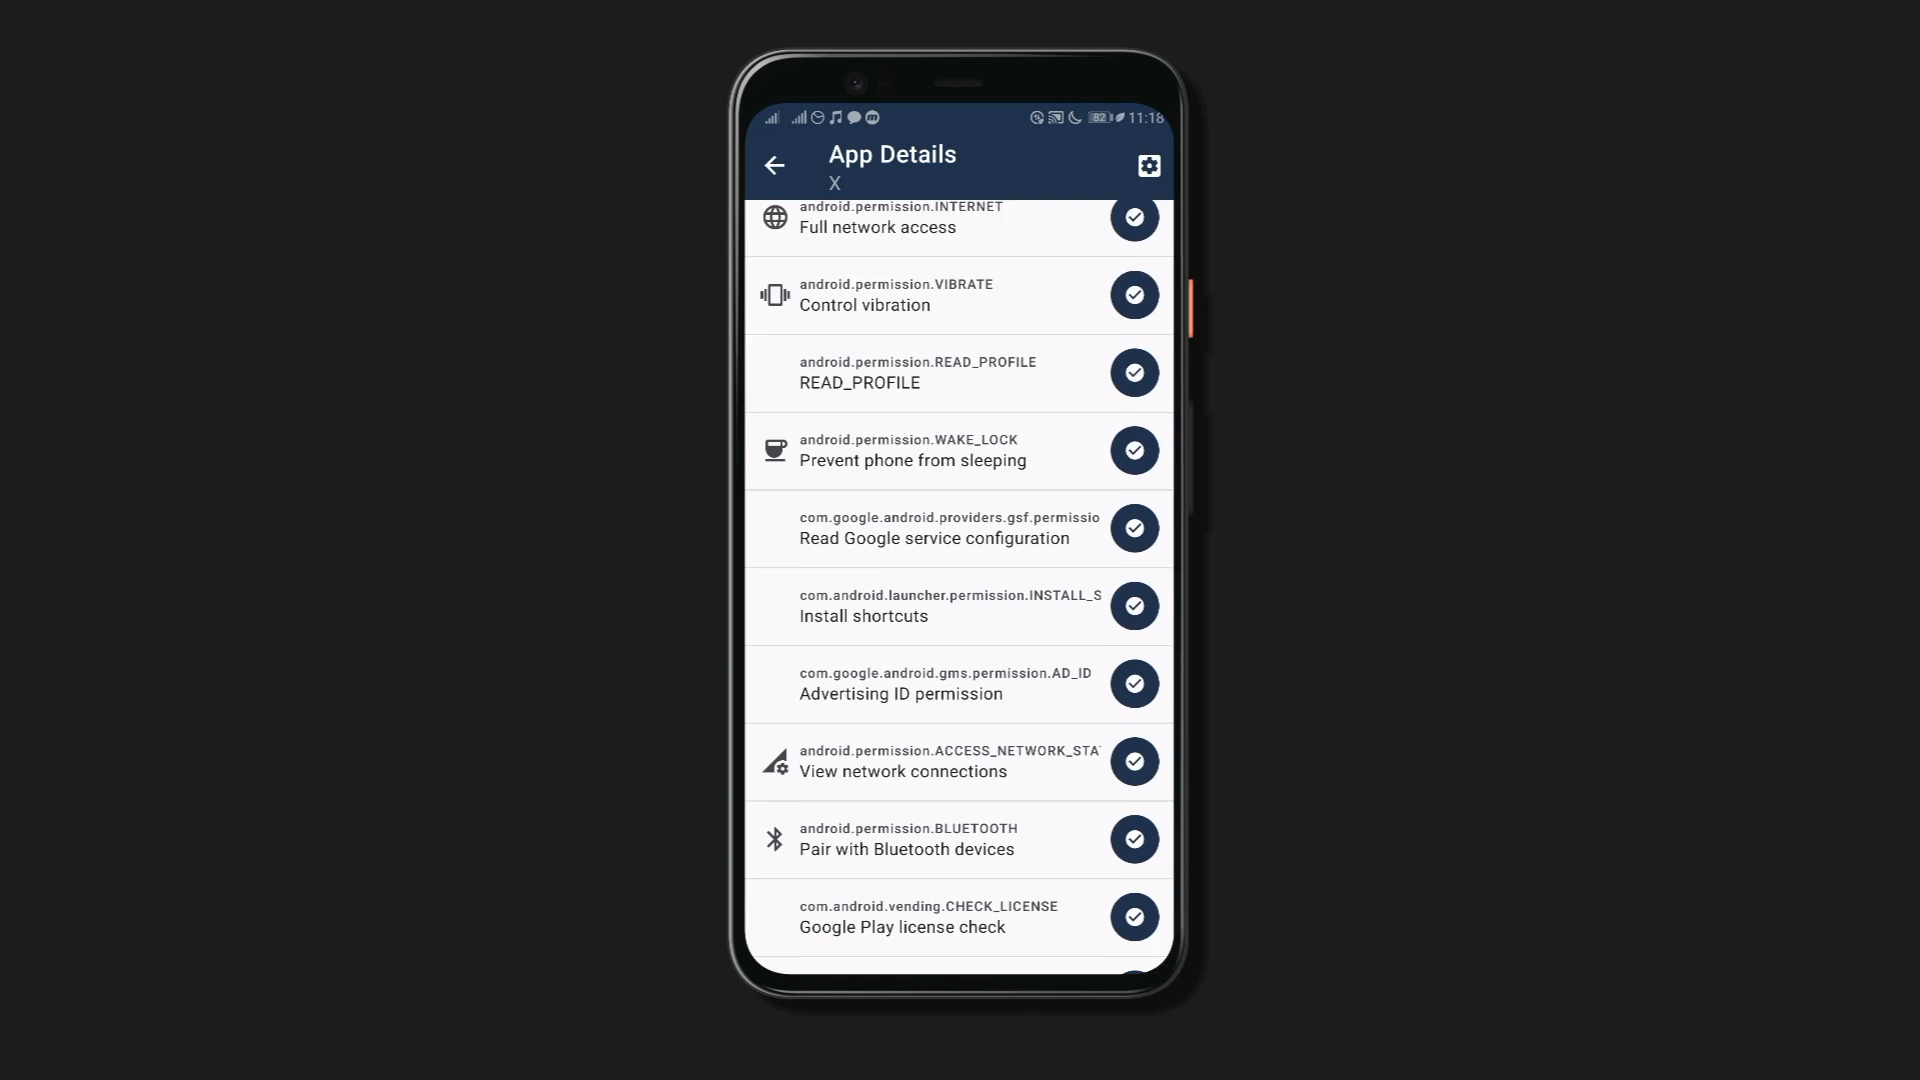 82 11:18
App Details
X
android.permission.INTERNET
Full network access
android.permission.VIBRATE
Control vibration
android.permission.READ_PROFILE
READ_PROFILE
android.permission.WAKE_LOCK
Prevent phone from sleeping
com.google.android.providers.gsf.permissio
Read Google service configuration
com.android.launcher.permission.INSTALL_S
Install shortcuts
com.google.android.gms.permission.AD_ID
Advertising ID permission
android.permission.ACCESS_NETWORK_STA
View network connections
android.permission.BLUETOOTH
Pair with Bluetooth devices
com.android.vending.CHECK_LICENSE
Google Play license check